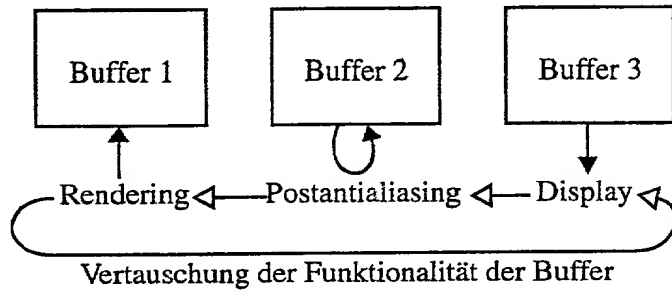 Buffer 1 Buffer 2 Buffer 3
Rendering Postantialiasing Display
Vertauschung der Funktionalität der Buffer